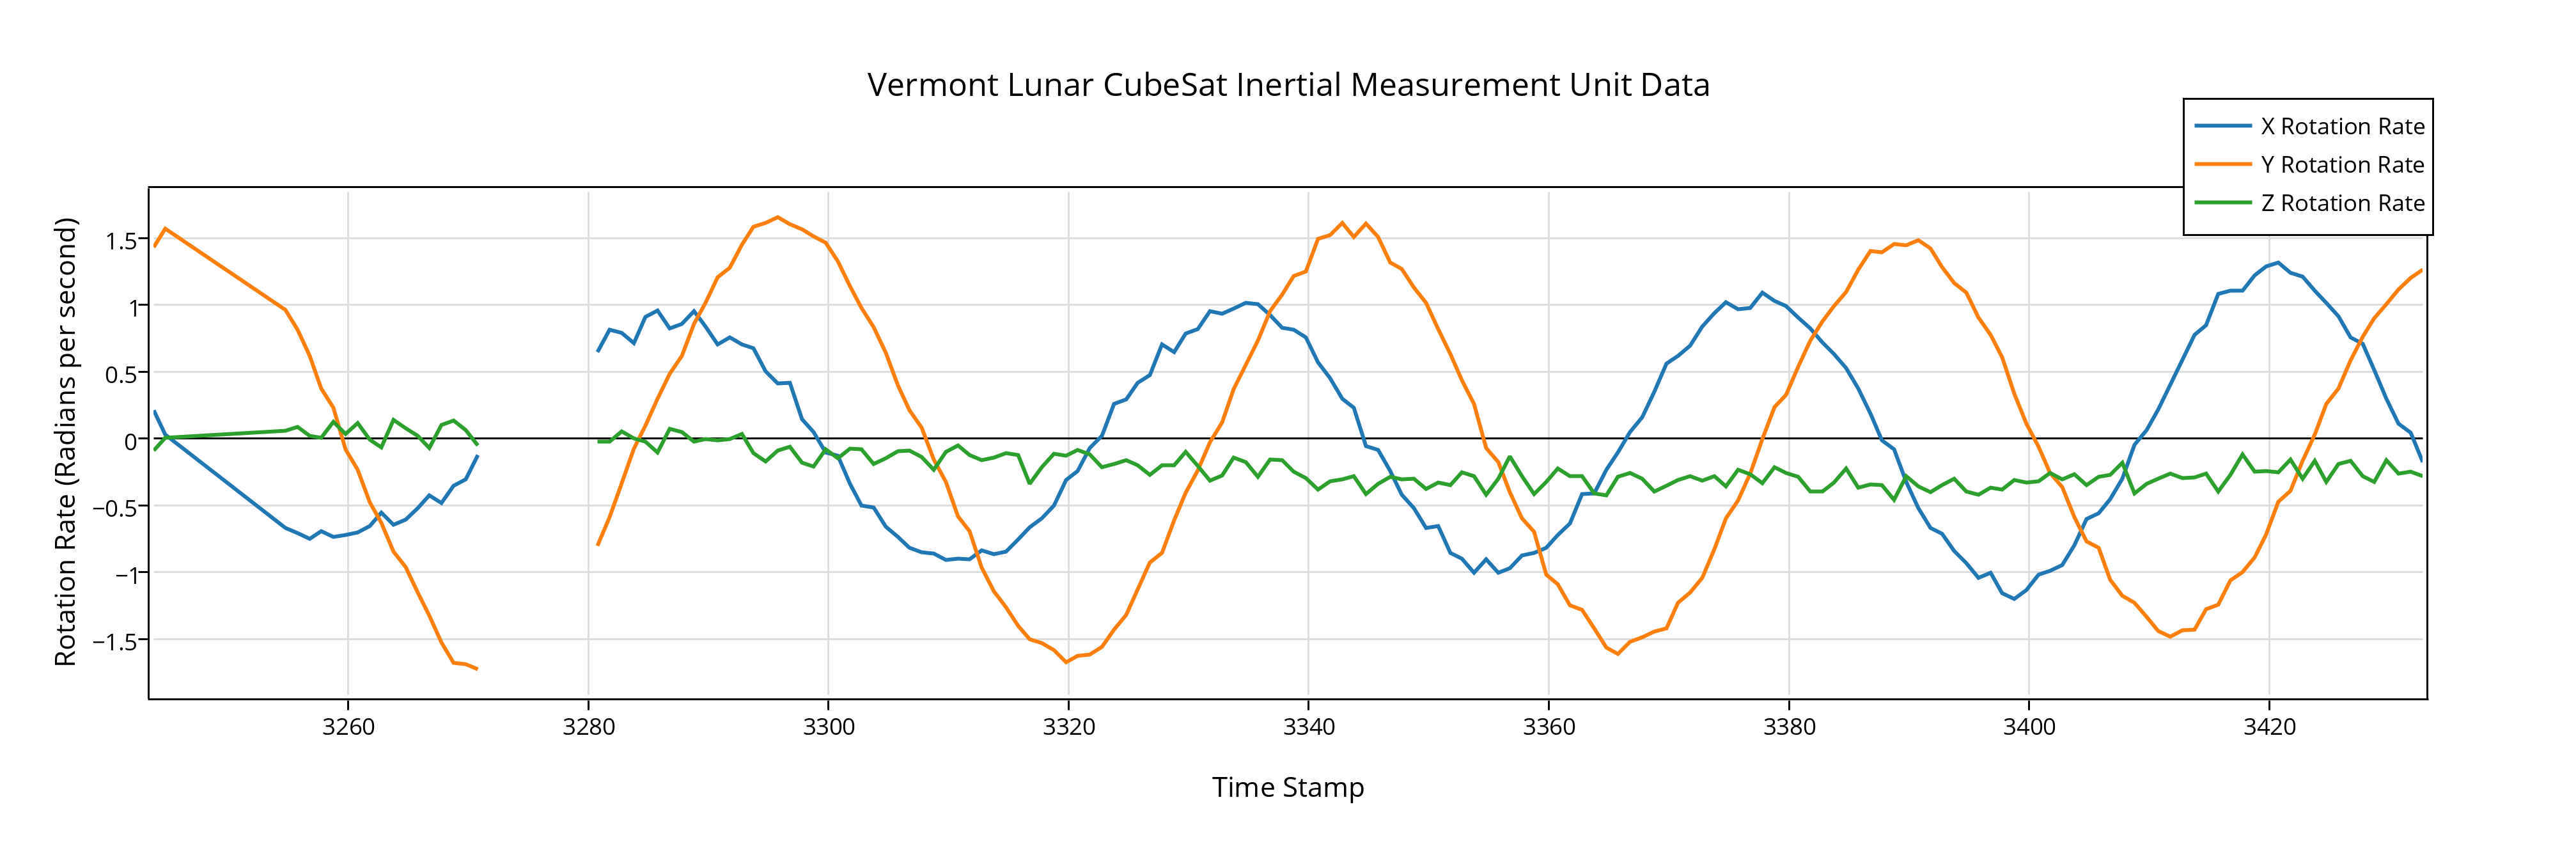 Vermont Lunar CubeSat Inertial Measurement Unit Data
X Rotation Rate
Y Rotation Rate
Z Rotation Rate
Rotation Rate (Radians per second)
1.5
1
0.5
0
−0.5
−1
−1.5
3260 3280 3300 3320 3340 3360 3380 3400 3420
Time Stamp